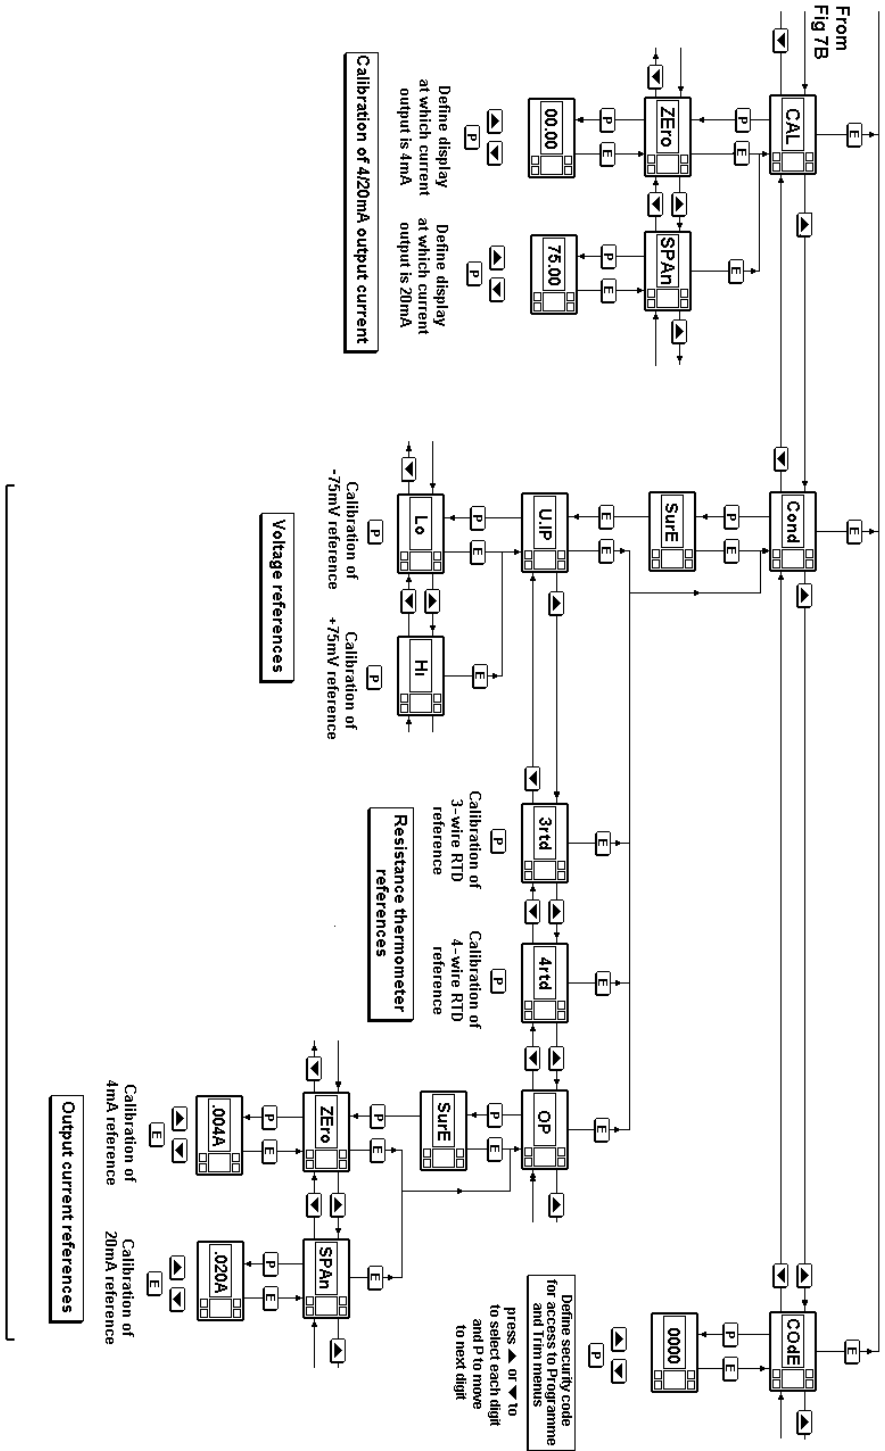 From
Fig 7B
E
E
E
CAL
Cond
COdE
P
E
P
E
P
E
SurE
0000
P
Define security code
for access to Programme
and Trim menus
press ▲ or ▼ to
to select each digit
and P to move
to next digit
ZEro
SPAn
E
P
E
P
E
00.00
75.00
P
P
Define display
at which current
output is 4mA
Define display
at which current
output is 20mA
Calibration of 4/20mA output current
E
E
E
E
E
U.IP
3rtd
4rtd
OP
P
E
E
Lo
Hi
Calibration of
-75mV reference
P
Calibration of
+75mV reference
P
Voltage references
P
Calibration of
3-wire RTD
reference
P
Calibration of
4-wire RTD
reference
Resistance thermometer
references
P
E
SurE
P
E
E
ZEro
SPAn
P
E
P
E
.004A
.020A
E
E
Calibration of
4mA reference
Calibration of
20mA reference
Output current references